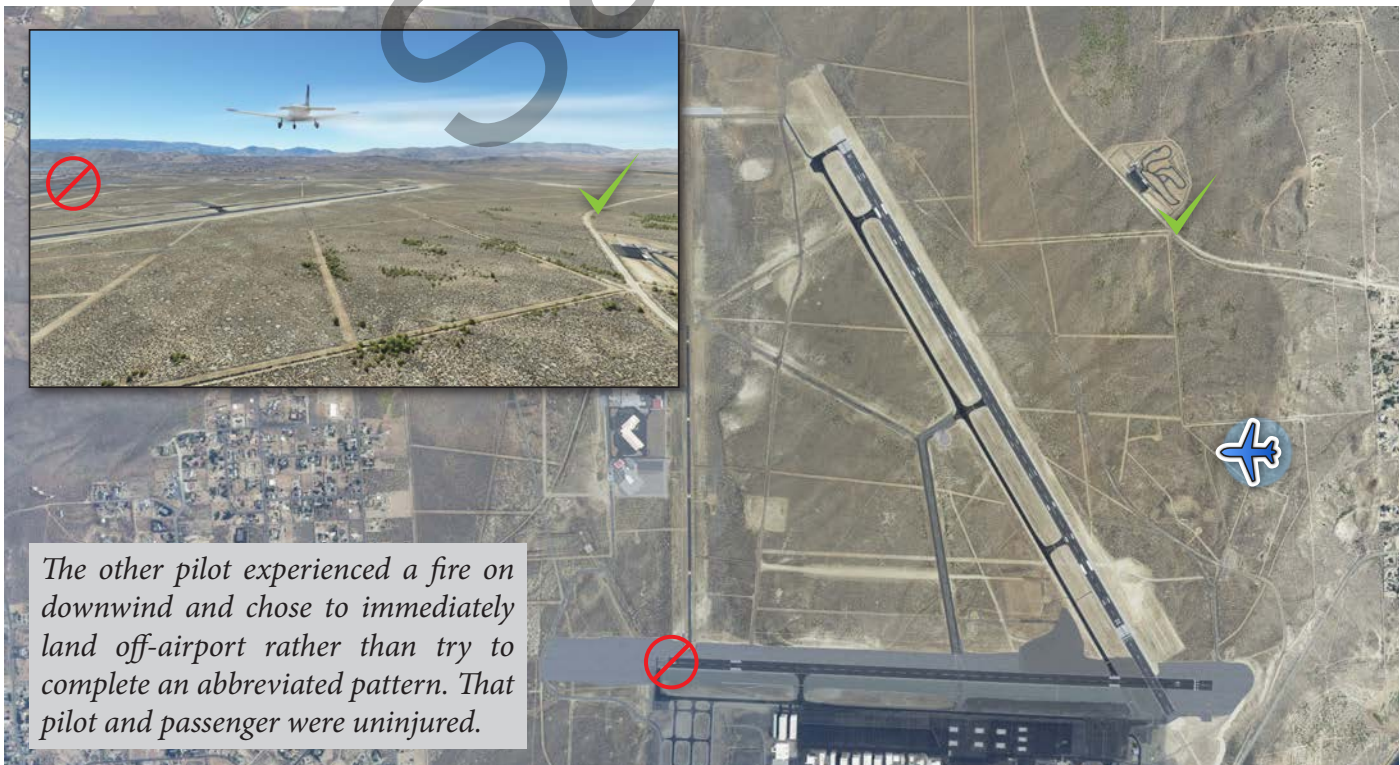 The other pilot experienced a fire on
downwind and chose to immediately
land off-airport rather than try to
complete an abbreviated pattern. That
pilot and passenger were uninjured.